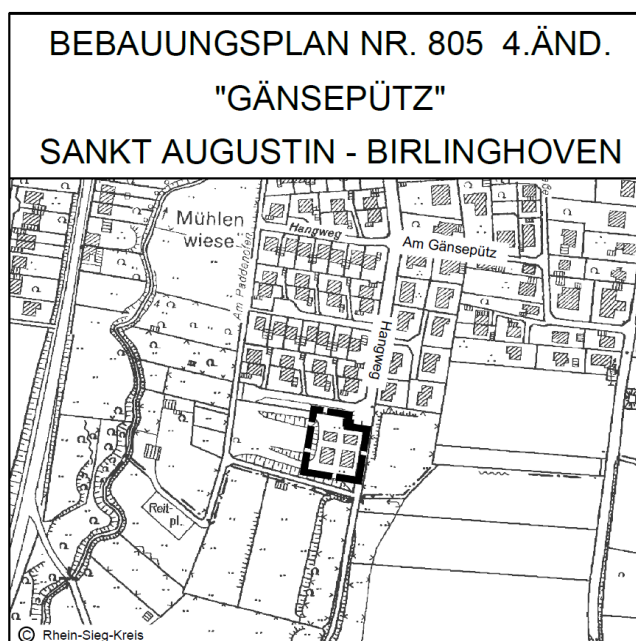 BEBAUUNGSPLAN NR. 805 4.ÄND.
"GÄNSEPÜTZ"
SANKT AUGUSTIN - BIRLINGHOVEN
Mühlen
wiese
Hangweg
Am Gänsepütz
Hangweg
Reit-
pl.
© Rhein-Sieg-Kreis